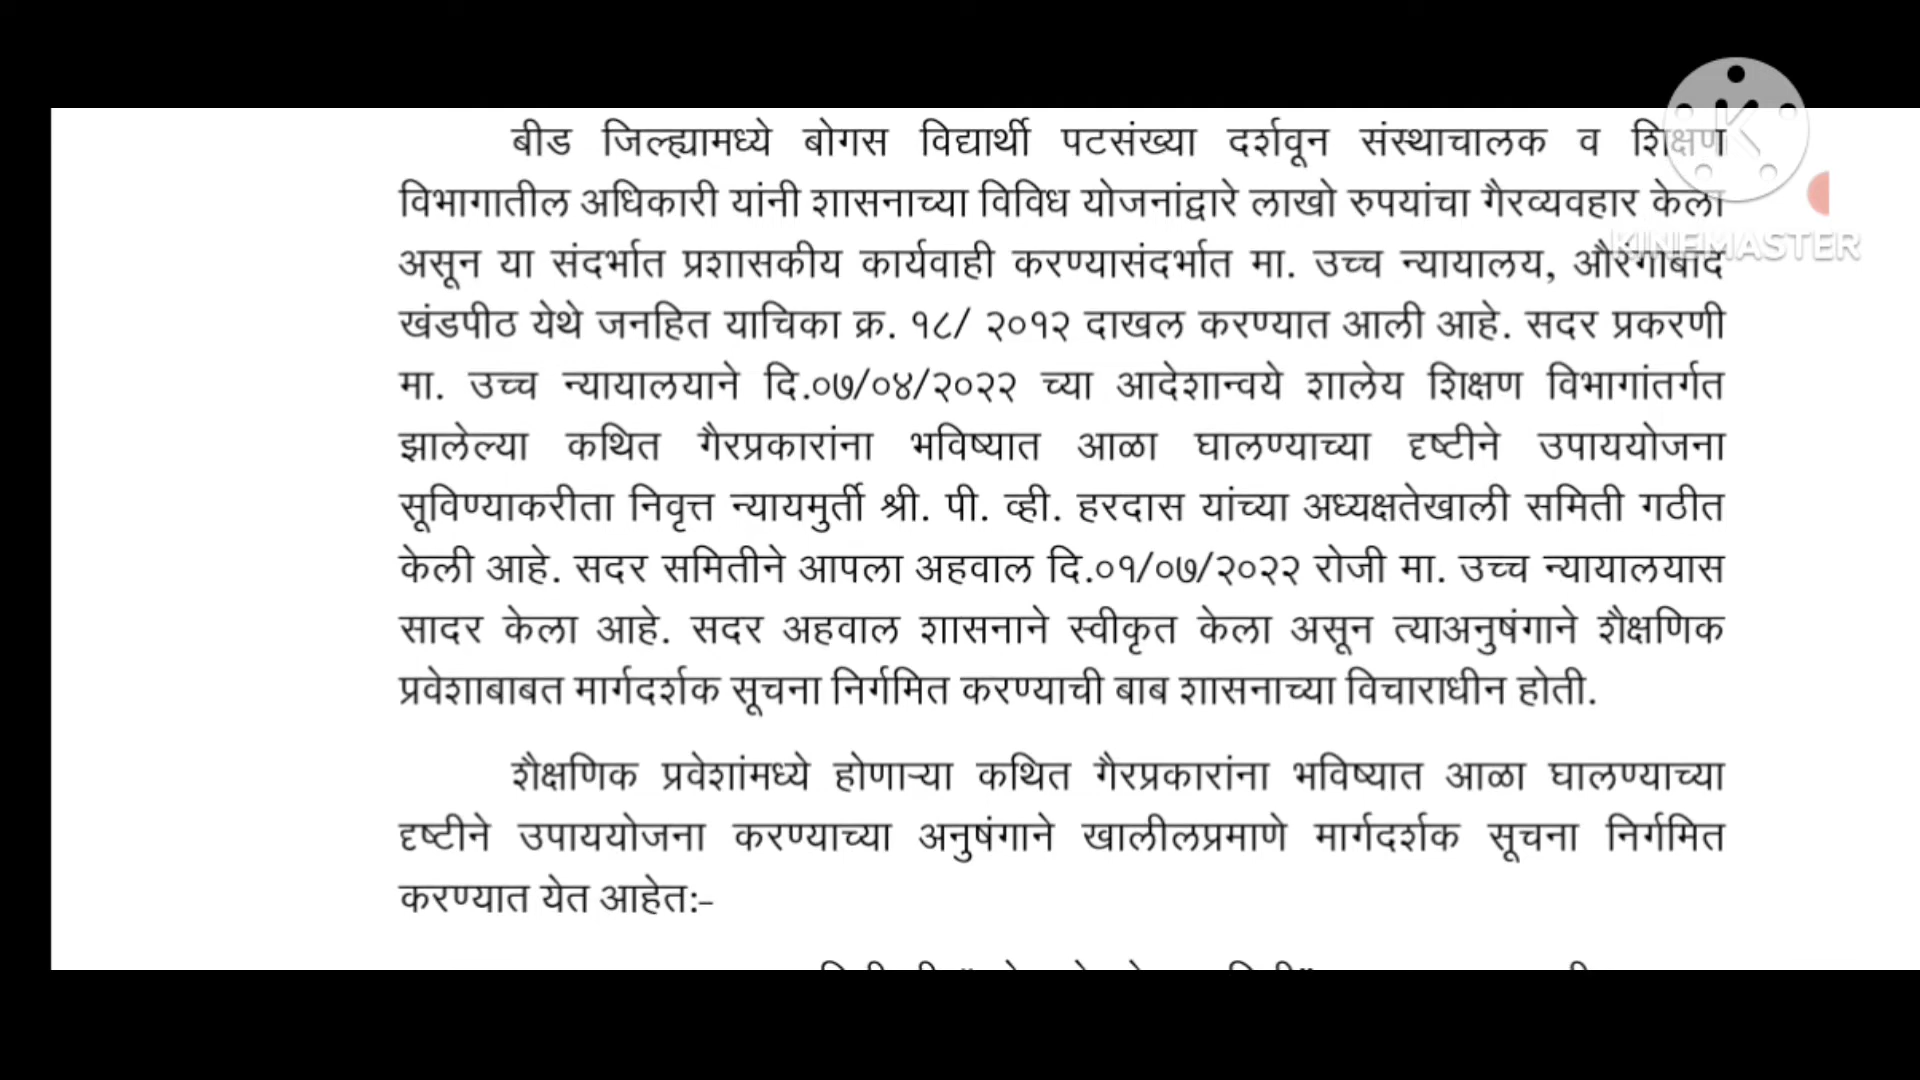 बीड जिल्ह्यामध्ये बोगस विद्यार्थी पटसंख्या दर्शवून संस्थाचालक व शिक्षण
KINEMASTER
विभागातील अधिकारी यांनी शासनाच्या विविध योजनांद्वारे लाखो रुपयांचा गैरव्यवहार केला
असून या संदर्भात प्रशासकीय कार्यवाही करण्यासंदर्भात मा. उच्च न्यायालय, औरंगाबाद
खंडपीठ येथे जनहित याचिका क्र. १८/ २०१२ दाखल करण्यात आली आहे. सदर प्रकरणी
मा. उच्च न्यायालयाने दि.०७/०४/२०२२ च्या आदेशान्वये शालेय शिक्षण विभागांतर्गत
झालेल्या कथित गैरप्रकारांना भविष्यात आळा घालण्याच्या दृष्टीने उपाययोजना
सूविण्याकरीता निवृत्त न्यायमुर्ती श्री. पी. व्ही. हरदास यांच्या अध्यक्षतेखाली समिती गठीत
केली आहे. सदर समितीने आपला अहवाल दि.०१/०७/२०२२ रोजी मा. उच्च न्यायालयास
सादर केला आहे. सदर अहवाल शासनाने स्वीकृत केला असून त्याअनुषंगाने शैक्षणिक
प्रवेशाबाबत मार्गदर्शक सूचना निर्गमित करण्याची बाब शासनाच्या विचाराधीन होती.
शैक्षणिक प्रवेशांमध्ये होणाऱ्या कथित गैरप्रकारांना भविष्यात आळा घालण्याच्या
दृष्टीने उपाययोजना करण्याच्या अनुषंगाने खालीलप्रमाणे मार्गदर्शक सूचना निर्गमित
करण्यात येत आहेत:-